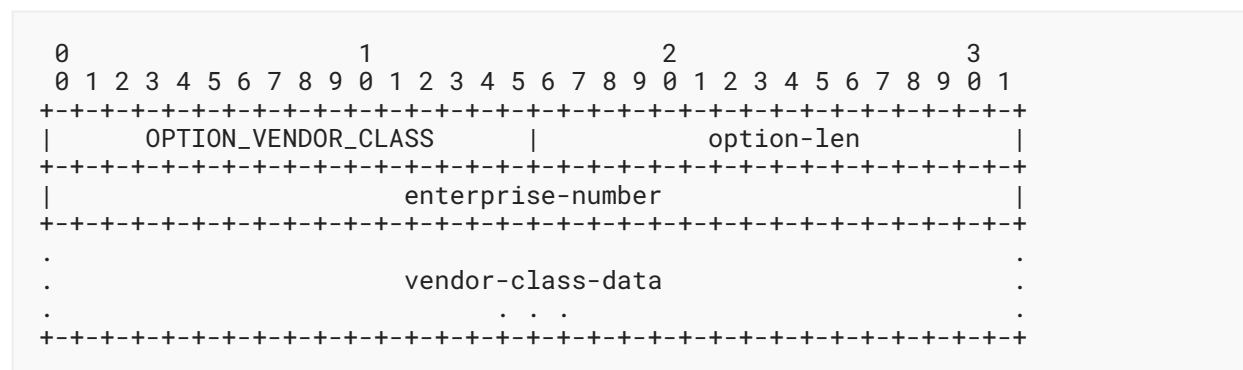 0                   1                   2                   3
 0 1 2 3 4 5 6 7 8 9 0 1 2 3 4 5 6 7 8 9 0 1 2 3 4 5 6 7 8 9 0 1
+-+-+-+-+-+-+-+-+-+-+-+-+-+-+-+-+-+-+-+-+-+-+-+-+-+-+-+-+-+-+-+-+
|      OPTION_VENDOR_CLASS      |           option-len          |
+-+-+-+-+-+-+-+-+-+-+-+-+-+-+-+-+-+-+-+-+-+-+-+-+-+-+-+-+-+-+-+-+
|                       enterprise-number                       |
+-+-+-+-+-+-+-+-+-+-+-+-+-+-+-+-+-+-+-+-+-+-+-+-+-+-+-+-+-+-+-+-+
.                                                               .
.                       vendor-class-data                       .
.                             . . .                             .
+-+-+-+-+-+-+-+-+-+-+-+-+-+-+-+-+-+-+-+-+-+-+-+-+-+-+-+-+-+-+-+-+